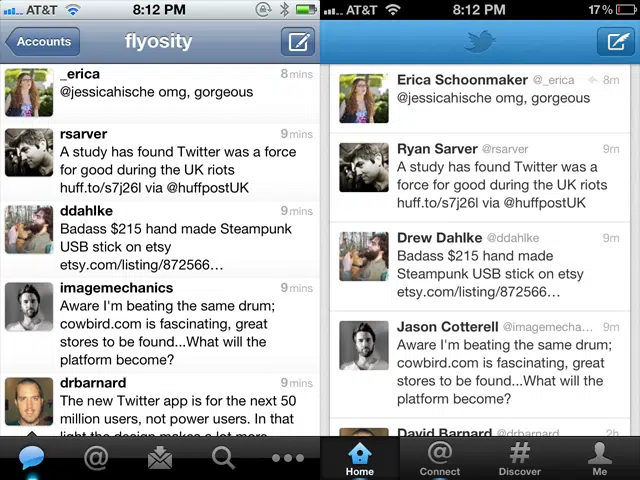 AT&T 8:12 PM
Accounts flyosity
_erica 8 mins
@jessicahische omg, gorgeous
rsarver 9 mins
A study has found Twitter was a force
for good during the UK riots
huff.to/s7j26l via @huffpostUK
ddahlke 9 mins
Badass $215 hand made Steampunk
USB stick on etsy
etsy.com/listing/872566…
imagemechanics 9 mins
Aware I'm beating the same drum;
cowbird.com is fascinating, great
stores to be found...What will the
platform become?
drbarnard 9 mins
The new Twitter app is for the next 50
million users, not power users. In that
light the design makes a lot more
AT&T 8:12 PM 17 %
Erica Schoonmaker @_erica 8m
@jessicahische omg, gorgeous
Ryan Sarver @rsarver 9m
A study has found Twitter was a
force for good during the UK riots
huff.to/s7j26l via @huffpostUK
Drew Dahlke @ddahlke 9m
Badass $215 hand made
Steampunk USB stick on etsy
etsy.com/listing/872566…
Jason Cotterell @imagemecha... 9m
Aware I'm beating the same drum;
cowbird.com is fascinating, great
stores to be found...What will the
platform become?
David Barnard @drbarnard 2h
Home Connect Discover Me